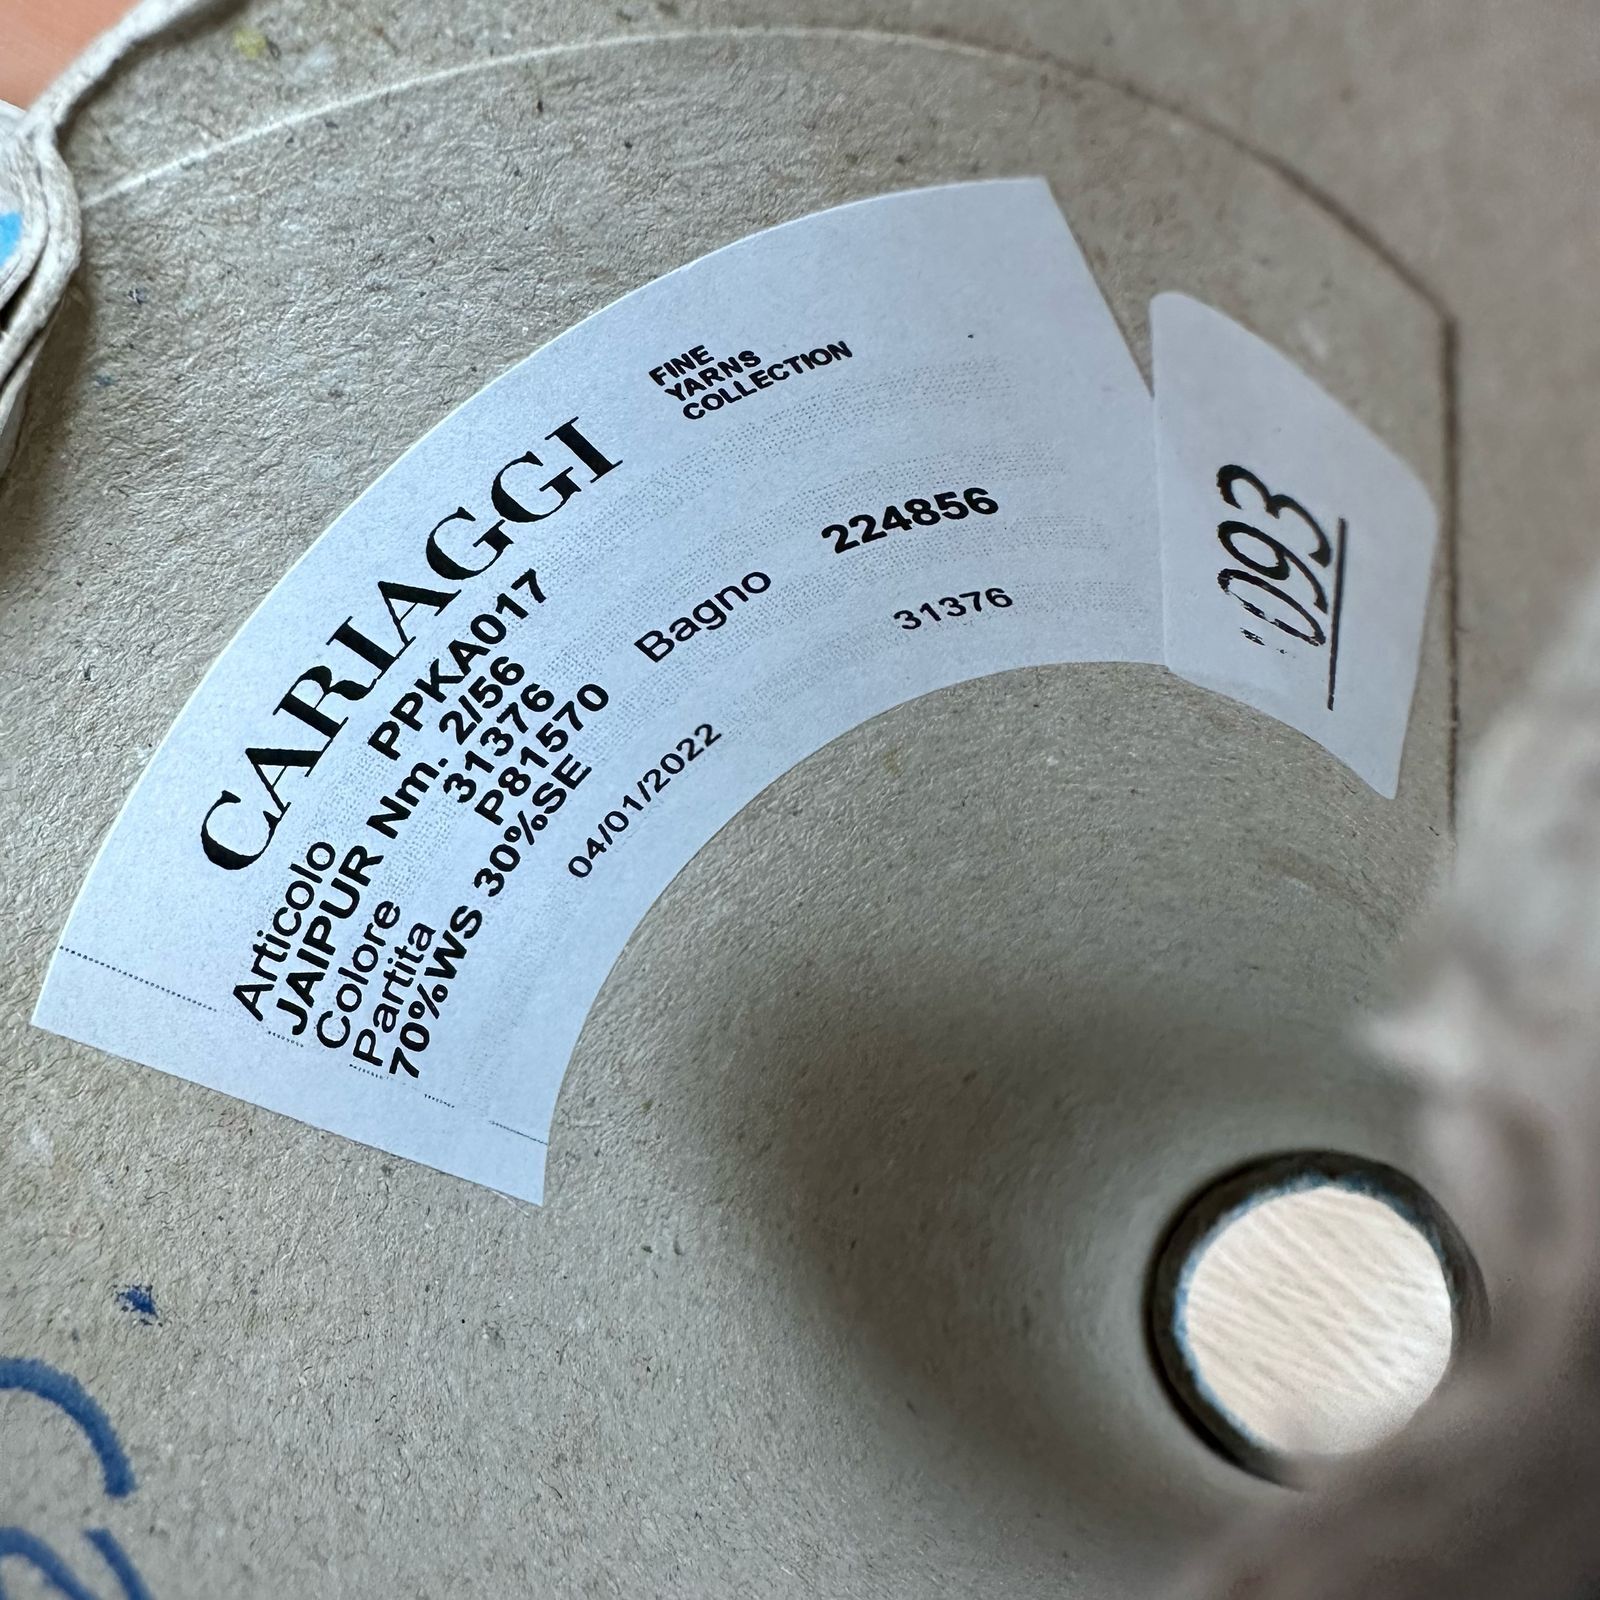 CARIAGGI
FINE
YARNS
COLLECTION
Articolo PPKA017
JAIPUR Nm. 2/56
Colore 31376
Partita P81570 Bagno 224856
70%WS 30%SE
04/01/2022 31376
093